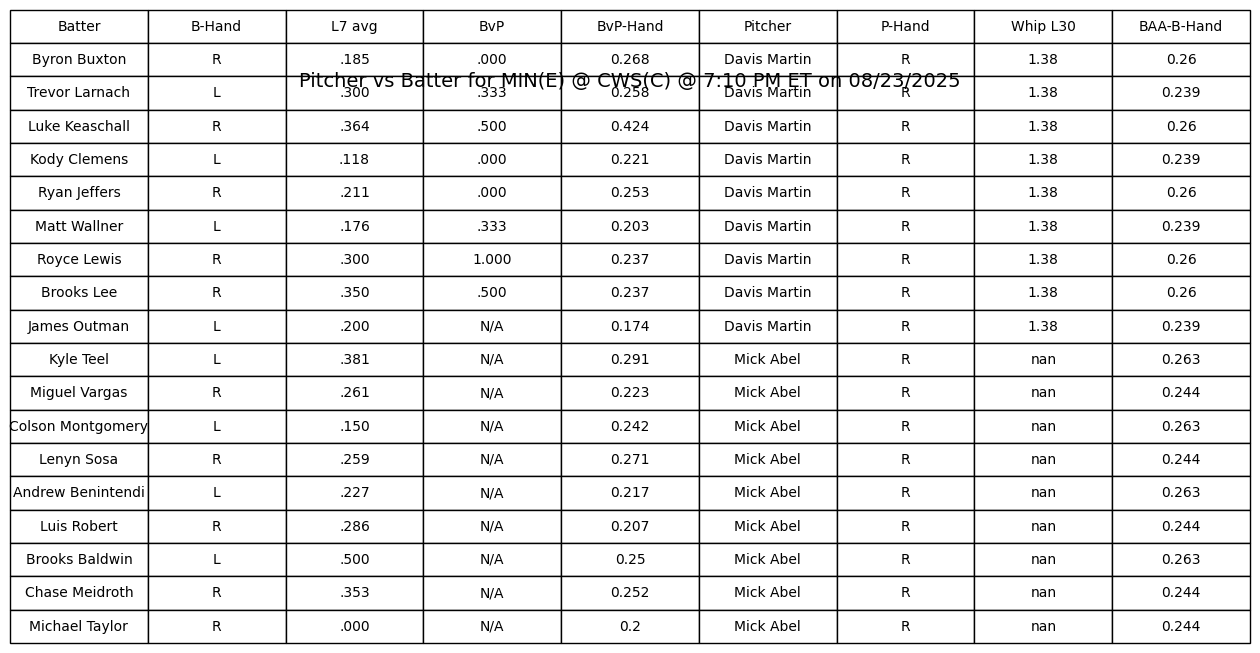 Batter B-Hand L7 avg BvP BvP-Hand Pitcher P-Hand Whip L30 BAA-B-Hand
Byron Buxton R .185 .000 0.268 Davis Martin R 1.38 0.26
Pitcher vs Batter for MIN(E) @ CWS(C) @ 7:10 PM ET on 08/23/2025
Trevor Larnach L .300 .333 0.258 Davis Martin R 1.38 0.239
Luke Keaschall R .364 .500 0.424 Davis Martin R 1.38 0.26
Kody Clemens L .118 .000 0.221 Davis Martin R 1.38 0.239
Ryan Jeffers R .211 .000 0.253 Davis Martin R 1.38 0.26
Matt Wallner L .176 .333 0.203 Davis Martin R 1.38 0.239
Royce Lewis R .300 1.000 0.237 Davis Martin R 1.38 0.26
Brooks Lee R .350 .500 0.237 Davis Martin R 1.38 0.26
James Outman L .200 N/A 0.174 Davis Martin R 1.38 0.239
Kyle Teel L .381 N/A 0.291 Mick Abel R nan 0.263
Miguel Vargas R .261 N/A 0.223 Mick Abel R nan 0.244
Colson Montgomery L .150 N/A 0.242 Mick Abel R nan 0.263
Lenyn Sosa R .259 N/A 0.271 Mick Abel R nan 0.244
Andrew Benintendi L .227 N/A 0.217 Mick Abel R nan 0.263
Luis Robert R .286 N/A 0.207 Mick Abel R nan 0.244
Brooks Baldwin L .500 N/A 0.25 Mick Abel R nan 0.263
Chase Meidroth R .353 N/A 0.252 Mick Abel R nan 0.244
Michael Taylor R .000 N/A 0.2 Mick Abel R nan 0.244